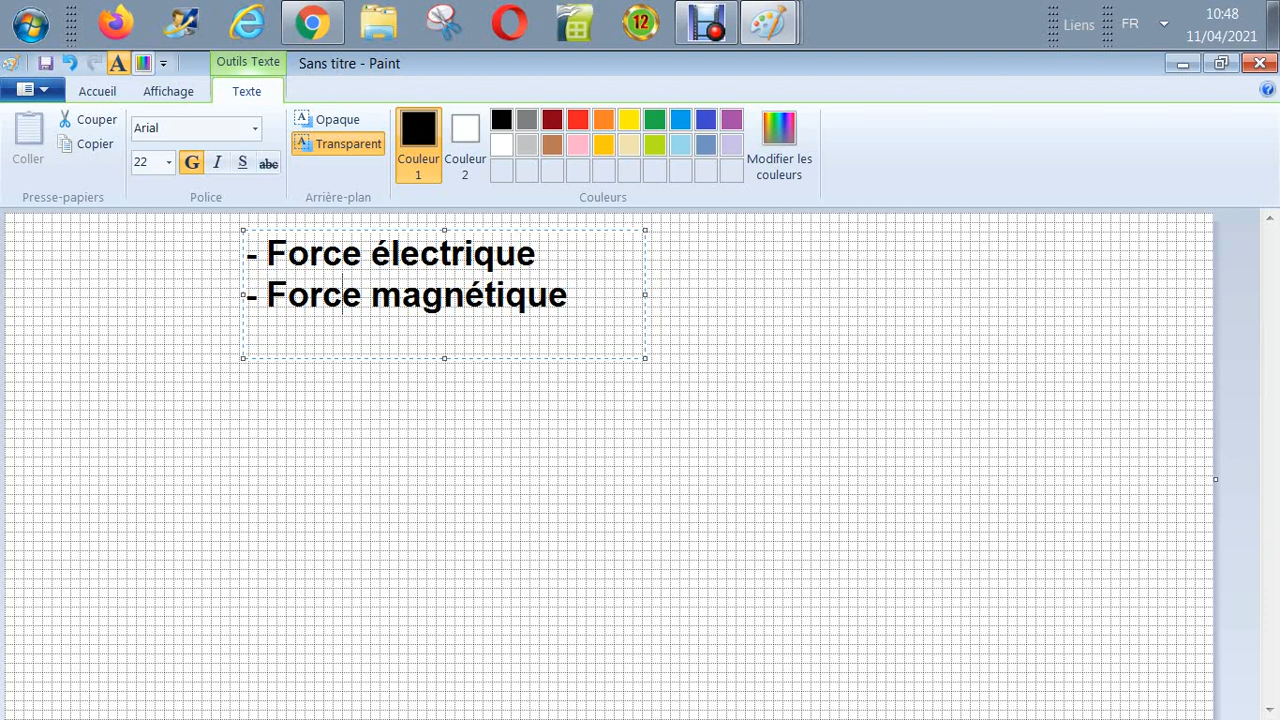 Liens
FR
10:48
11/04/2021
12
Outils Texte
Sans titre - Paint
Accueil
Affichage
Texte
Coller
Couper
Copier
Presse-papiers
Arial
22
G I S abc
Police
Opaque
Transparent
Arrière-plan
Couleur 1
Couleur 2
Modifier les couleurs
Couleurs
- Force électrique
- Force magnétique